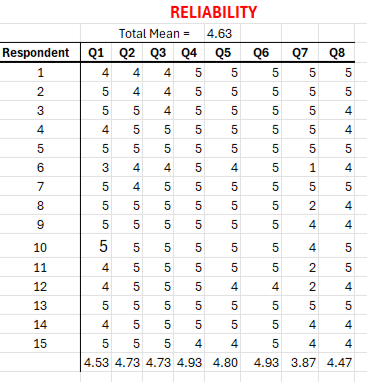 RELIABILITY
Total Mean = 4.63
Respondent Q1 Q2 Q3 Q4 Q5 Q6 Q7 Q8
1 4 4 4 5 5 5 5 5
2 5 4 4 5 5 5 5 5
3 5 5 5 5 5 5 5 4
4 4 5 5 5 5 5 5 4
5 5 5 5 5 5 5 5 5
6 3 4 4 5 4 5 1 4
7 5 4 5 5 5 5 5 5
8 5 5 5 5 5 5 2 4
9 5 5 5 5 5 5 4 4
10 5 5 5 5 5 5 4 5
11 4 5 5 5 5 5 2 5
12 4 5 5 5 4 4 2 4
13 5 5 5 5 5 5 5 5
14 4 5 5 5 5 5 4 4
15 5 5 5 4 4 5 4 4
4.53 4.73 4.73 4.93 4.80 4.93 3.87 4.47